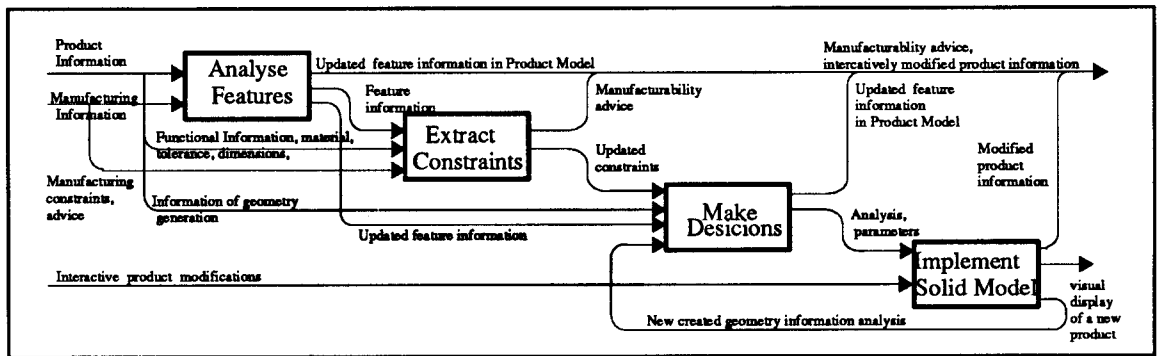 Product
Information
Analyse
Features
Updated feature information in Product Model
Manufacturablity advice,
intercatively modified product information
Manufacturing
Information
Feature
information
Manufacturability
advice
Updated feature
information
in Product Model
Functional Information, material,
tolerance, dimensions,
Extract
Constraints
Updated
constraints
Modified
product
information
Manufacturing
constraints,
advice
Information of geometry
generation
Updated feature information
Make
Desicions
Analysis,
parameters
Interactive product modifications
Implement
Solid Model
New created geometry information analysis
visual
display
of a new
product